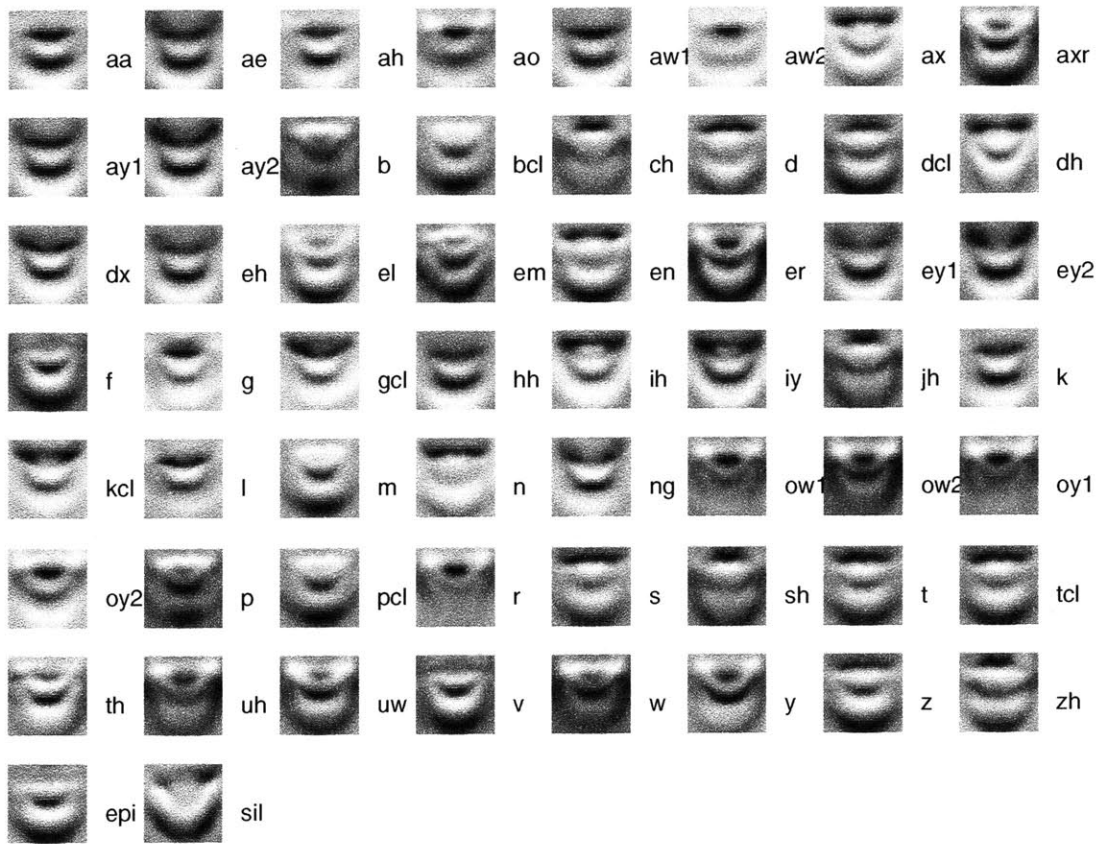 aa ae ah ao aw1 aw2 ax axr
ay1 ay2 b bcl ch d dcl dh
dx eh el em en er ey1 ey2
f g gcl hh ih iy jh k
kcl l m n ng ow1 ow2 oy1
oy2 p pcl r s sh t tcl
th uh uw v w y z zh
epi sil